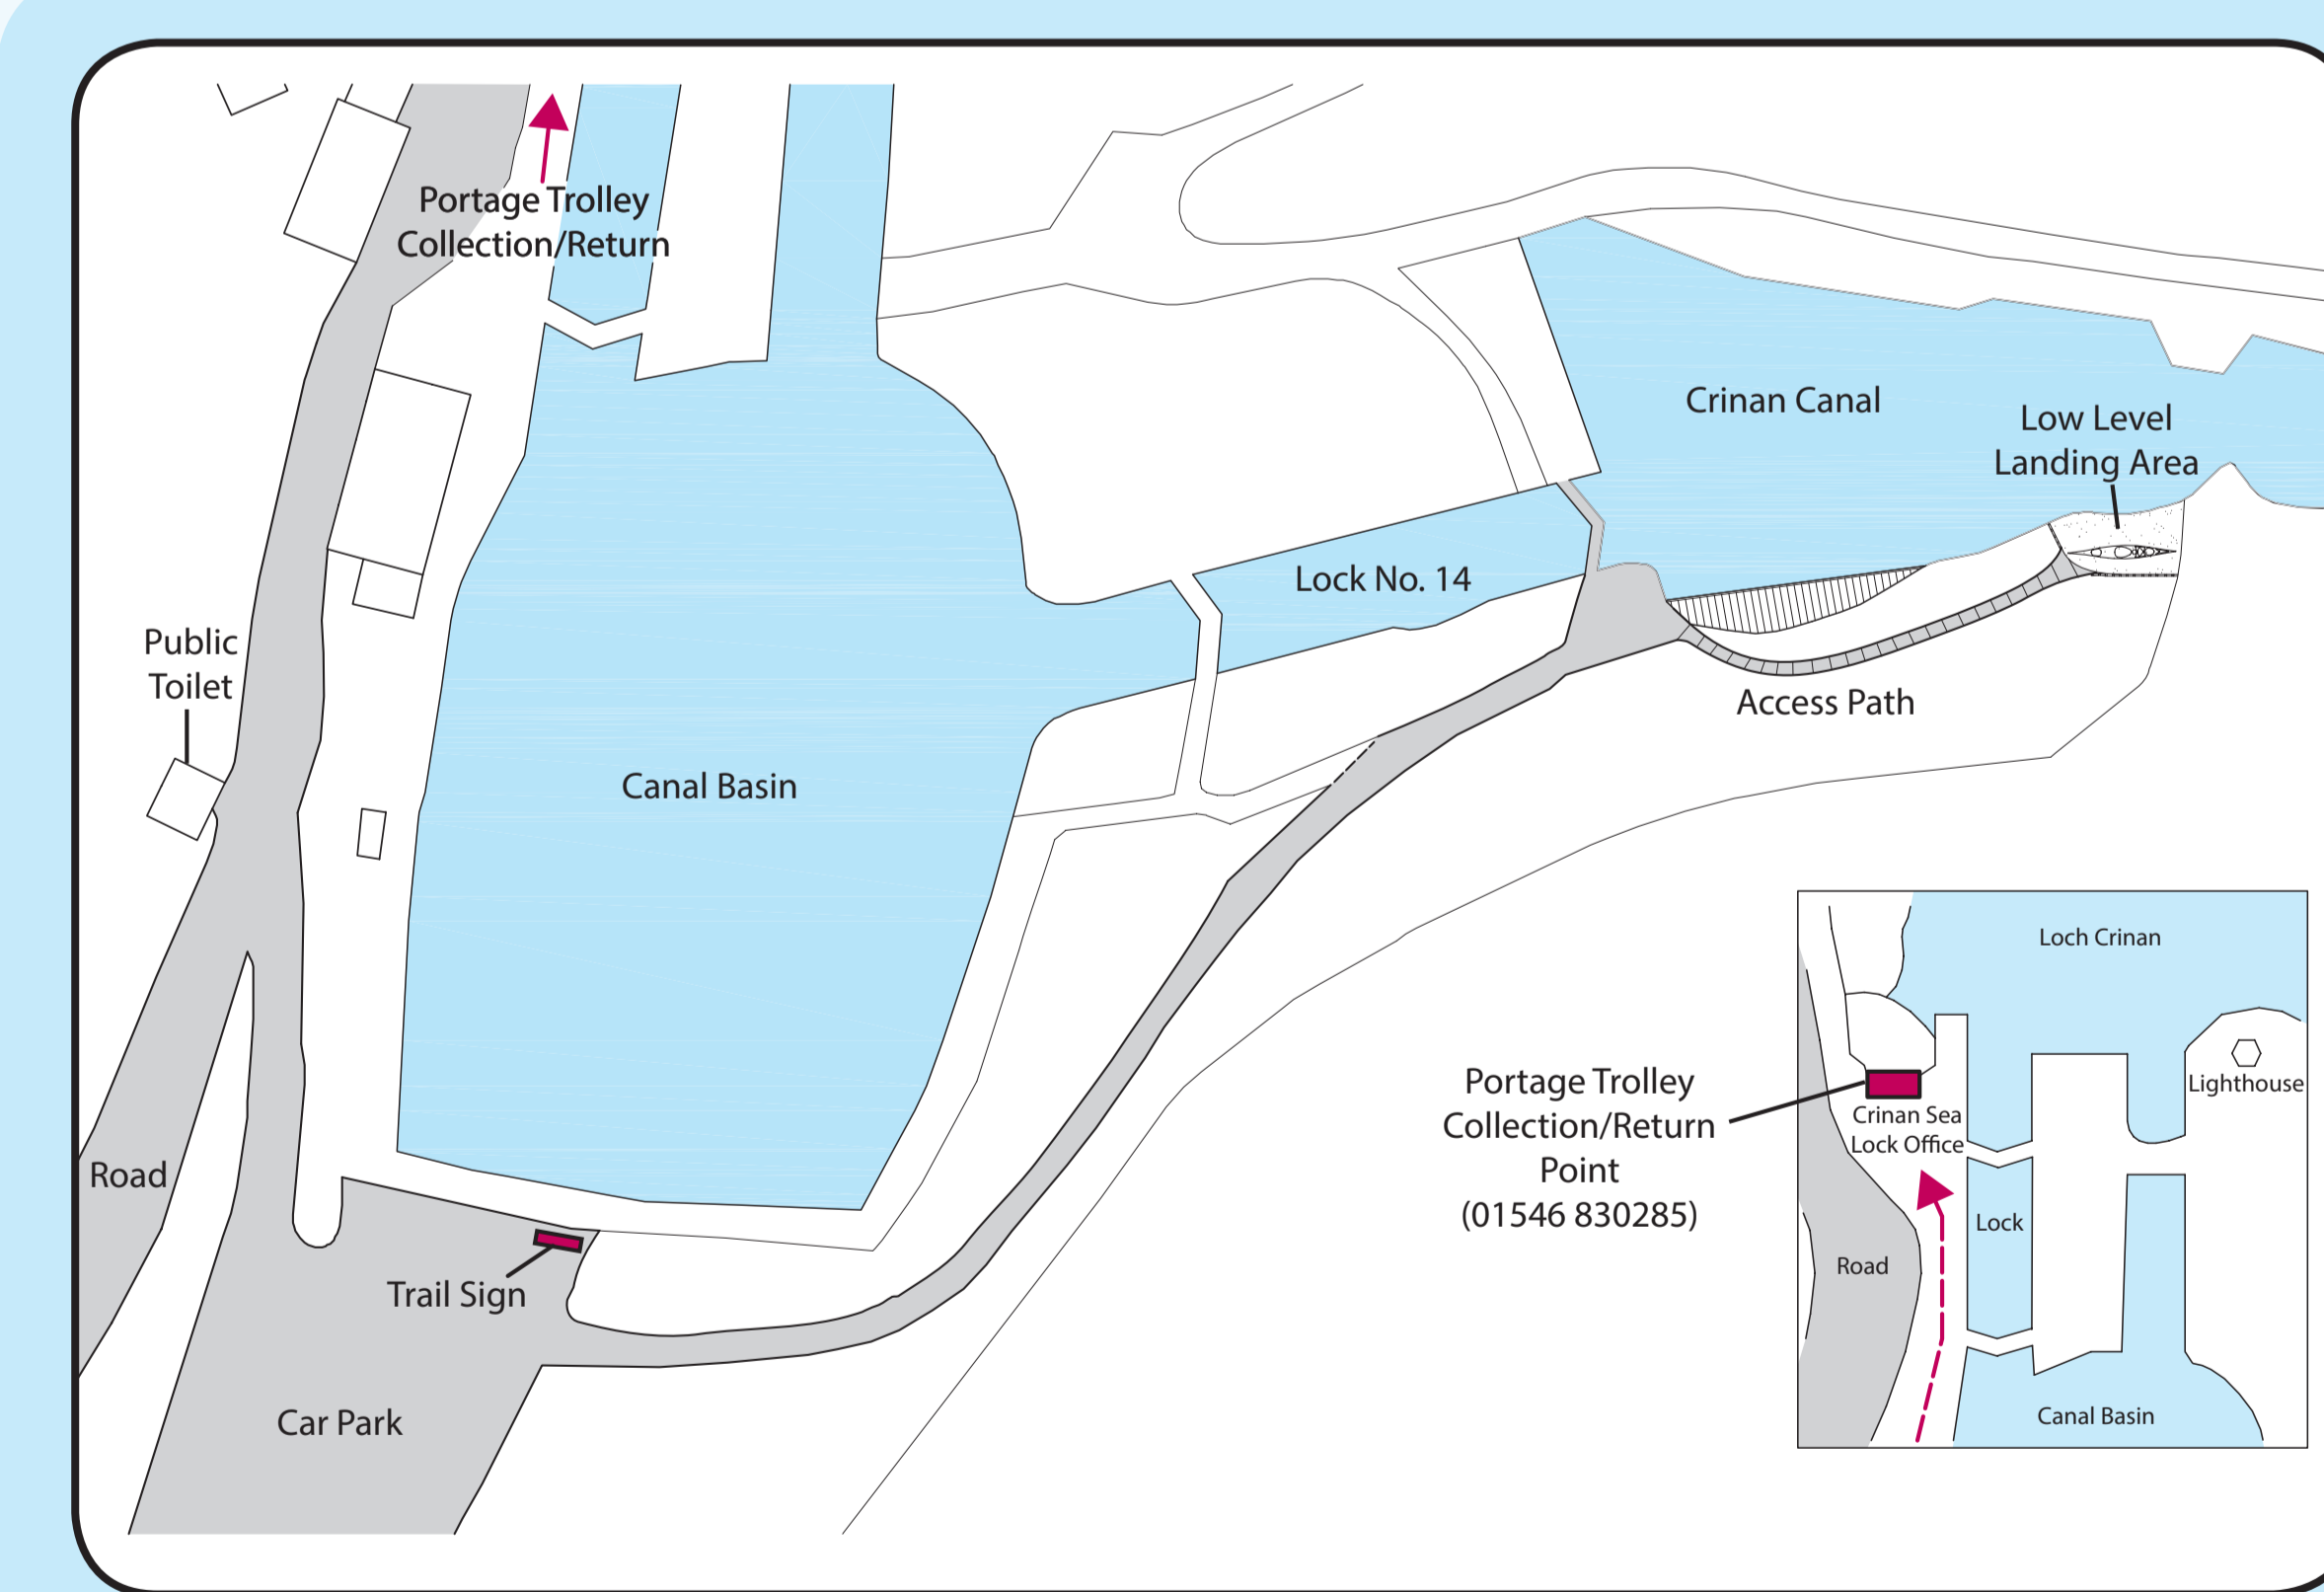 Portage Trolley
Collection/Return
Crinan Canal
Low Level
Landing Area
Lock No. 14
Public
Toilet
Access Path
Canal Basin
Loch Crinan
Lighthouse
Portage Trolley
Collection/Return
Point
(01546 830285)
Crinan Sea
Lock Office
Road
Lock
Road
Trail Sign
Car Park
Canal Basin